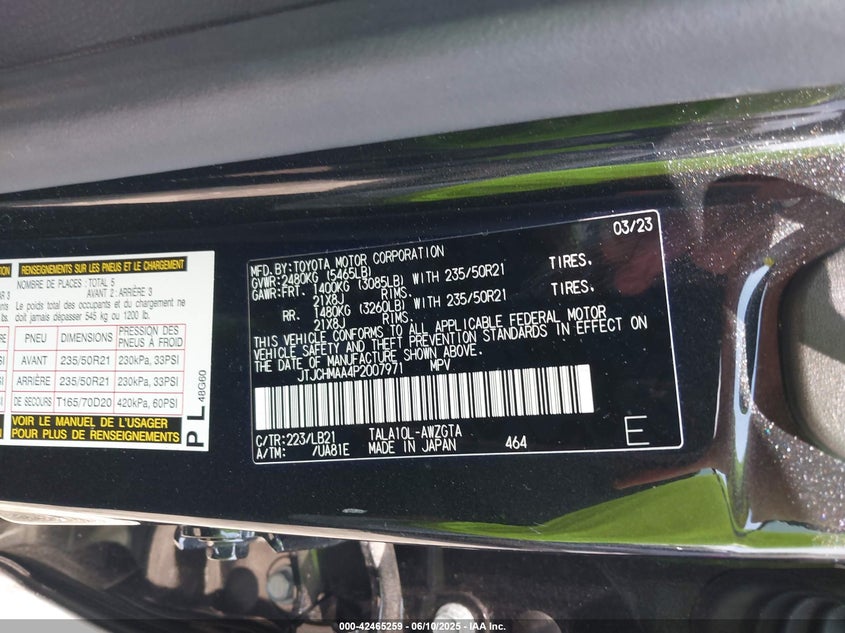 ION RENSEIGNEMENTS SUR LES PNEUS ET LE CHARGEMENT
NOMBRE DE PLACES: TOTAL 5
AR 3 AVANT 2: ARRIÈRE 3
Le poids total des occupants et du chargement ne
lbs. doit jamais dépasser 545 kg ou 1200 lb.
PNEU DIMENSIONS PRESSION DES PNEUS À FROID
AVANT 235/50R21 230kPa, 33PSI
ARRIÈRE 235/50R21 230kPa, 33PSI
DE SECOURS T165/70D20 420kPa, 60PSI
VOIR LE MANUEL DE L'USAGER
POUR PLUS DE RENSEIGNEMENTS
P L 48G60
03/23
MFD.BY:TOYOTA MOTOR CORPORATION
GVWR:2480KG (5465LB)
GAWR:FRT. 1400KG (3085LB) WITH 235/50R21 TIRES,
21X8J RIMS.
RR. 1480KG (3260LB) WITH 235/50R21 TIRES,
21X8J RIMS.
THIS VEHICLE CONFORMS TO ALL APPLICABLE FEDERAL MOTOR
VEHICLE SAFETY AND THEFT PREVENTION STANDARDS IN EFFECT ON
THE DATE OF MANUFACTURE SHOWN ABOVE.
JTJCHMAA4P2007971 MPV
C/TR:223/LB21 TALA10L-AWZGTA
A/TM: /UA81E MADE IN JAPAN 464
E
000-42465259 - 06/10/2025 - IAA Inc.